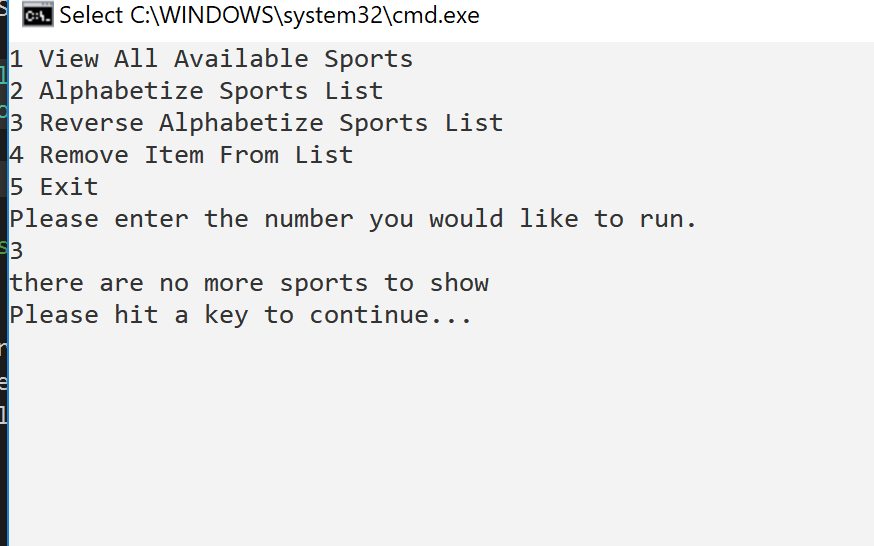 Select C:\WINDOWS\system32\cmd.exe
1 View All Available Sports
2 Alphabetize Sports List
3 Reverse Alphabetize Sports List
4 Remove Item From List
5 Exit
Please enter the number you would like to run.
3
there are no more sports to show
Please hit a key to continue...